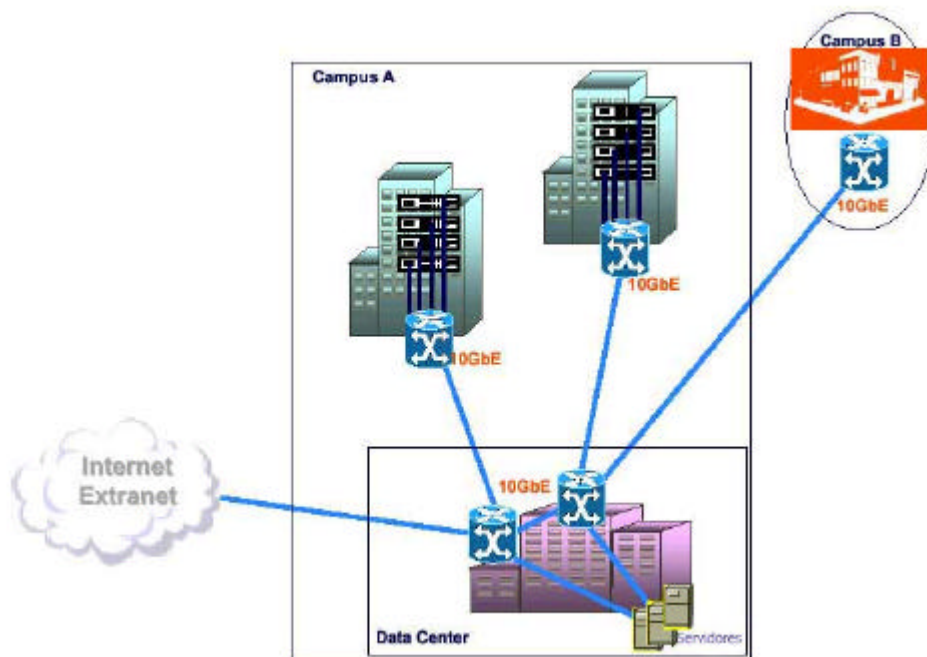 Campus B
Campus A
10GbE
10GbE
10GbE
Internet
Extranet
10GbE
Data Center
Servidores